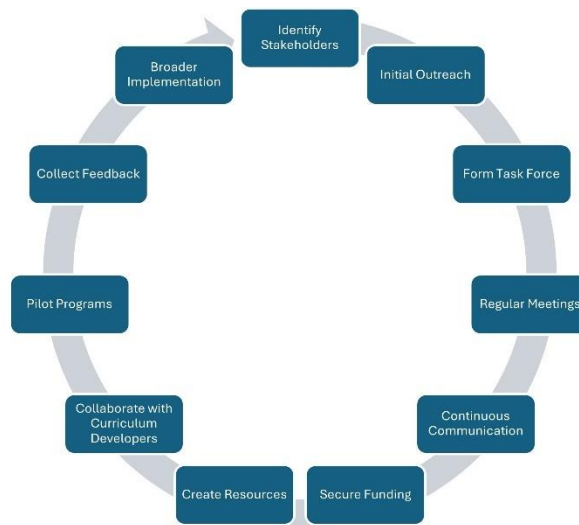 Identify
Stakeholders
Initial Outreach
Form Task Force
Regular Meetings
Continuous
Communication
Secure Funding
Create Resources
Collaborate with
Curriculum
Developers
Pilot Programs
Collect Feedback
Broader
Implementation